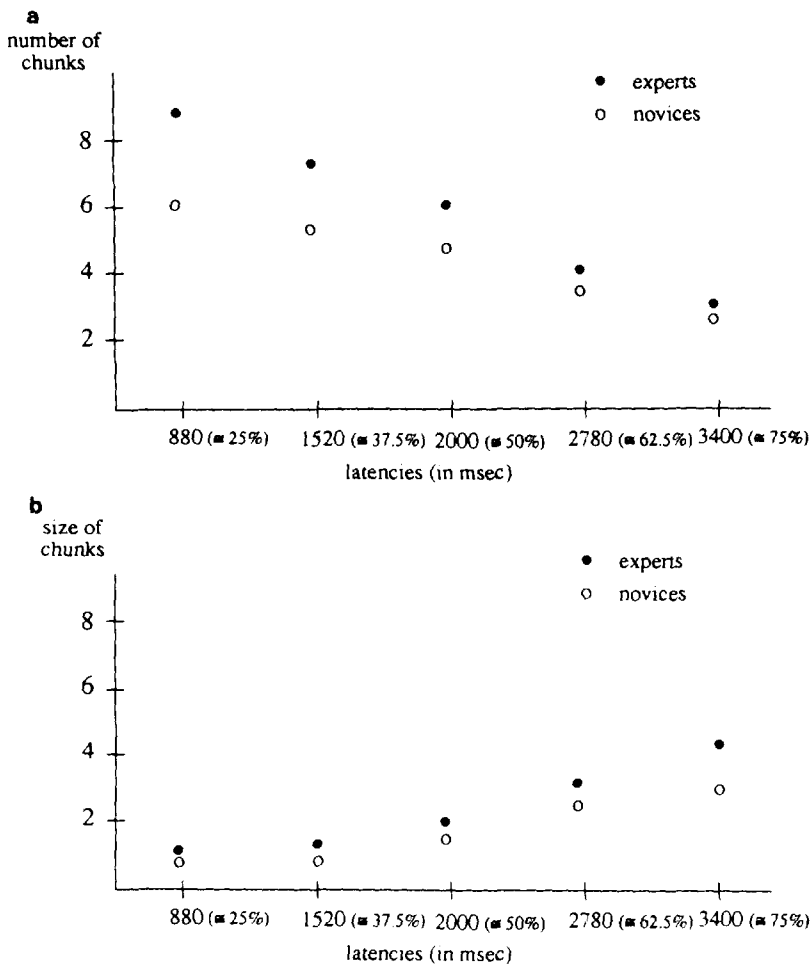 a
number of
chunks
● experts
○ novices
8
6
4
2
880 (≅ 25%) 1520 (≅ 37.5%) 2000 (≅ 50%) 2780 (≅ 62.5%) 3400 (≅ 75%)
latencies (in msec)
b
size of
chunks
● experts
○ novices
8
6
4
2
880 (≅ 25%) 1520 (≅ 37.5%) 2000 (≅ 50%) 2780 (≅ 62.5%) 3400 (≅ 75%)
latencies (in msec)